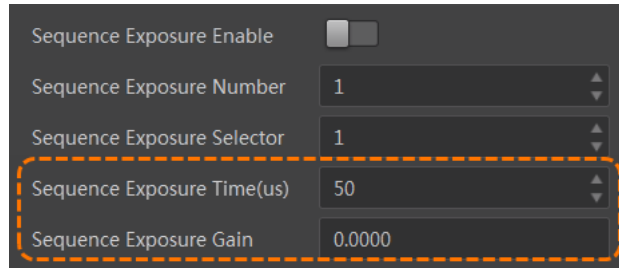 Sequence Exposure Enable
Sequence Exposure Number 1
Sequence Exposure Selector 1
Sequence Exposure Time(us) 50
Sequence Exposure Gain 0.0000